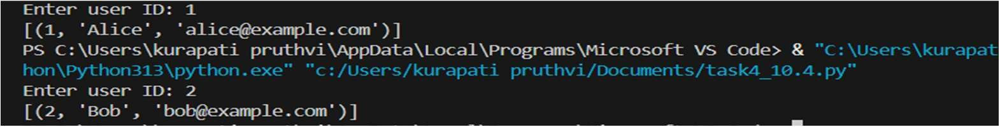 Enter user ID: 1
[(1, 'Alice', 'alice@example.com')]
PS C:\Users\kurapati pruthvi\AppData\Local\Programs\Microsoft VS Code> & "C:\Users\kurapat
hon\Python313\python.exe" "c:/Users/kurapati pruthvi/Documents/task4_10.4.py"
Enter user ID: 2
[(2, 'Bob', 'bob@example.com')]